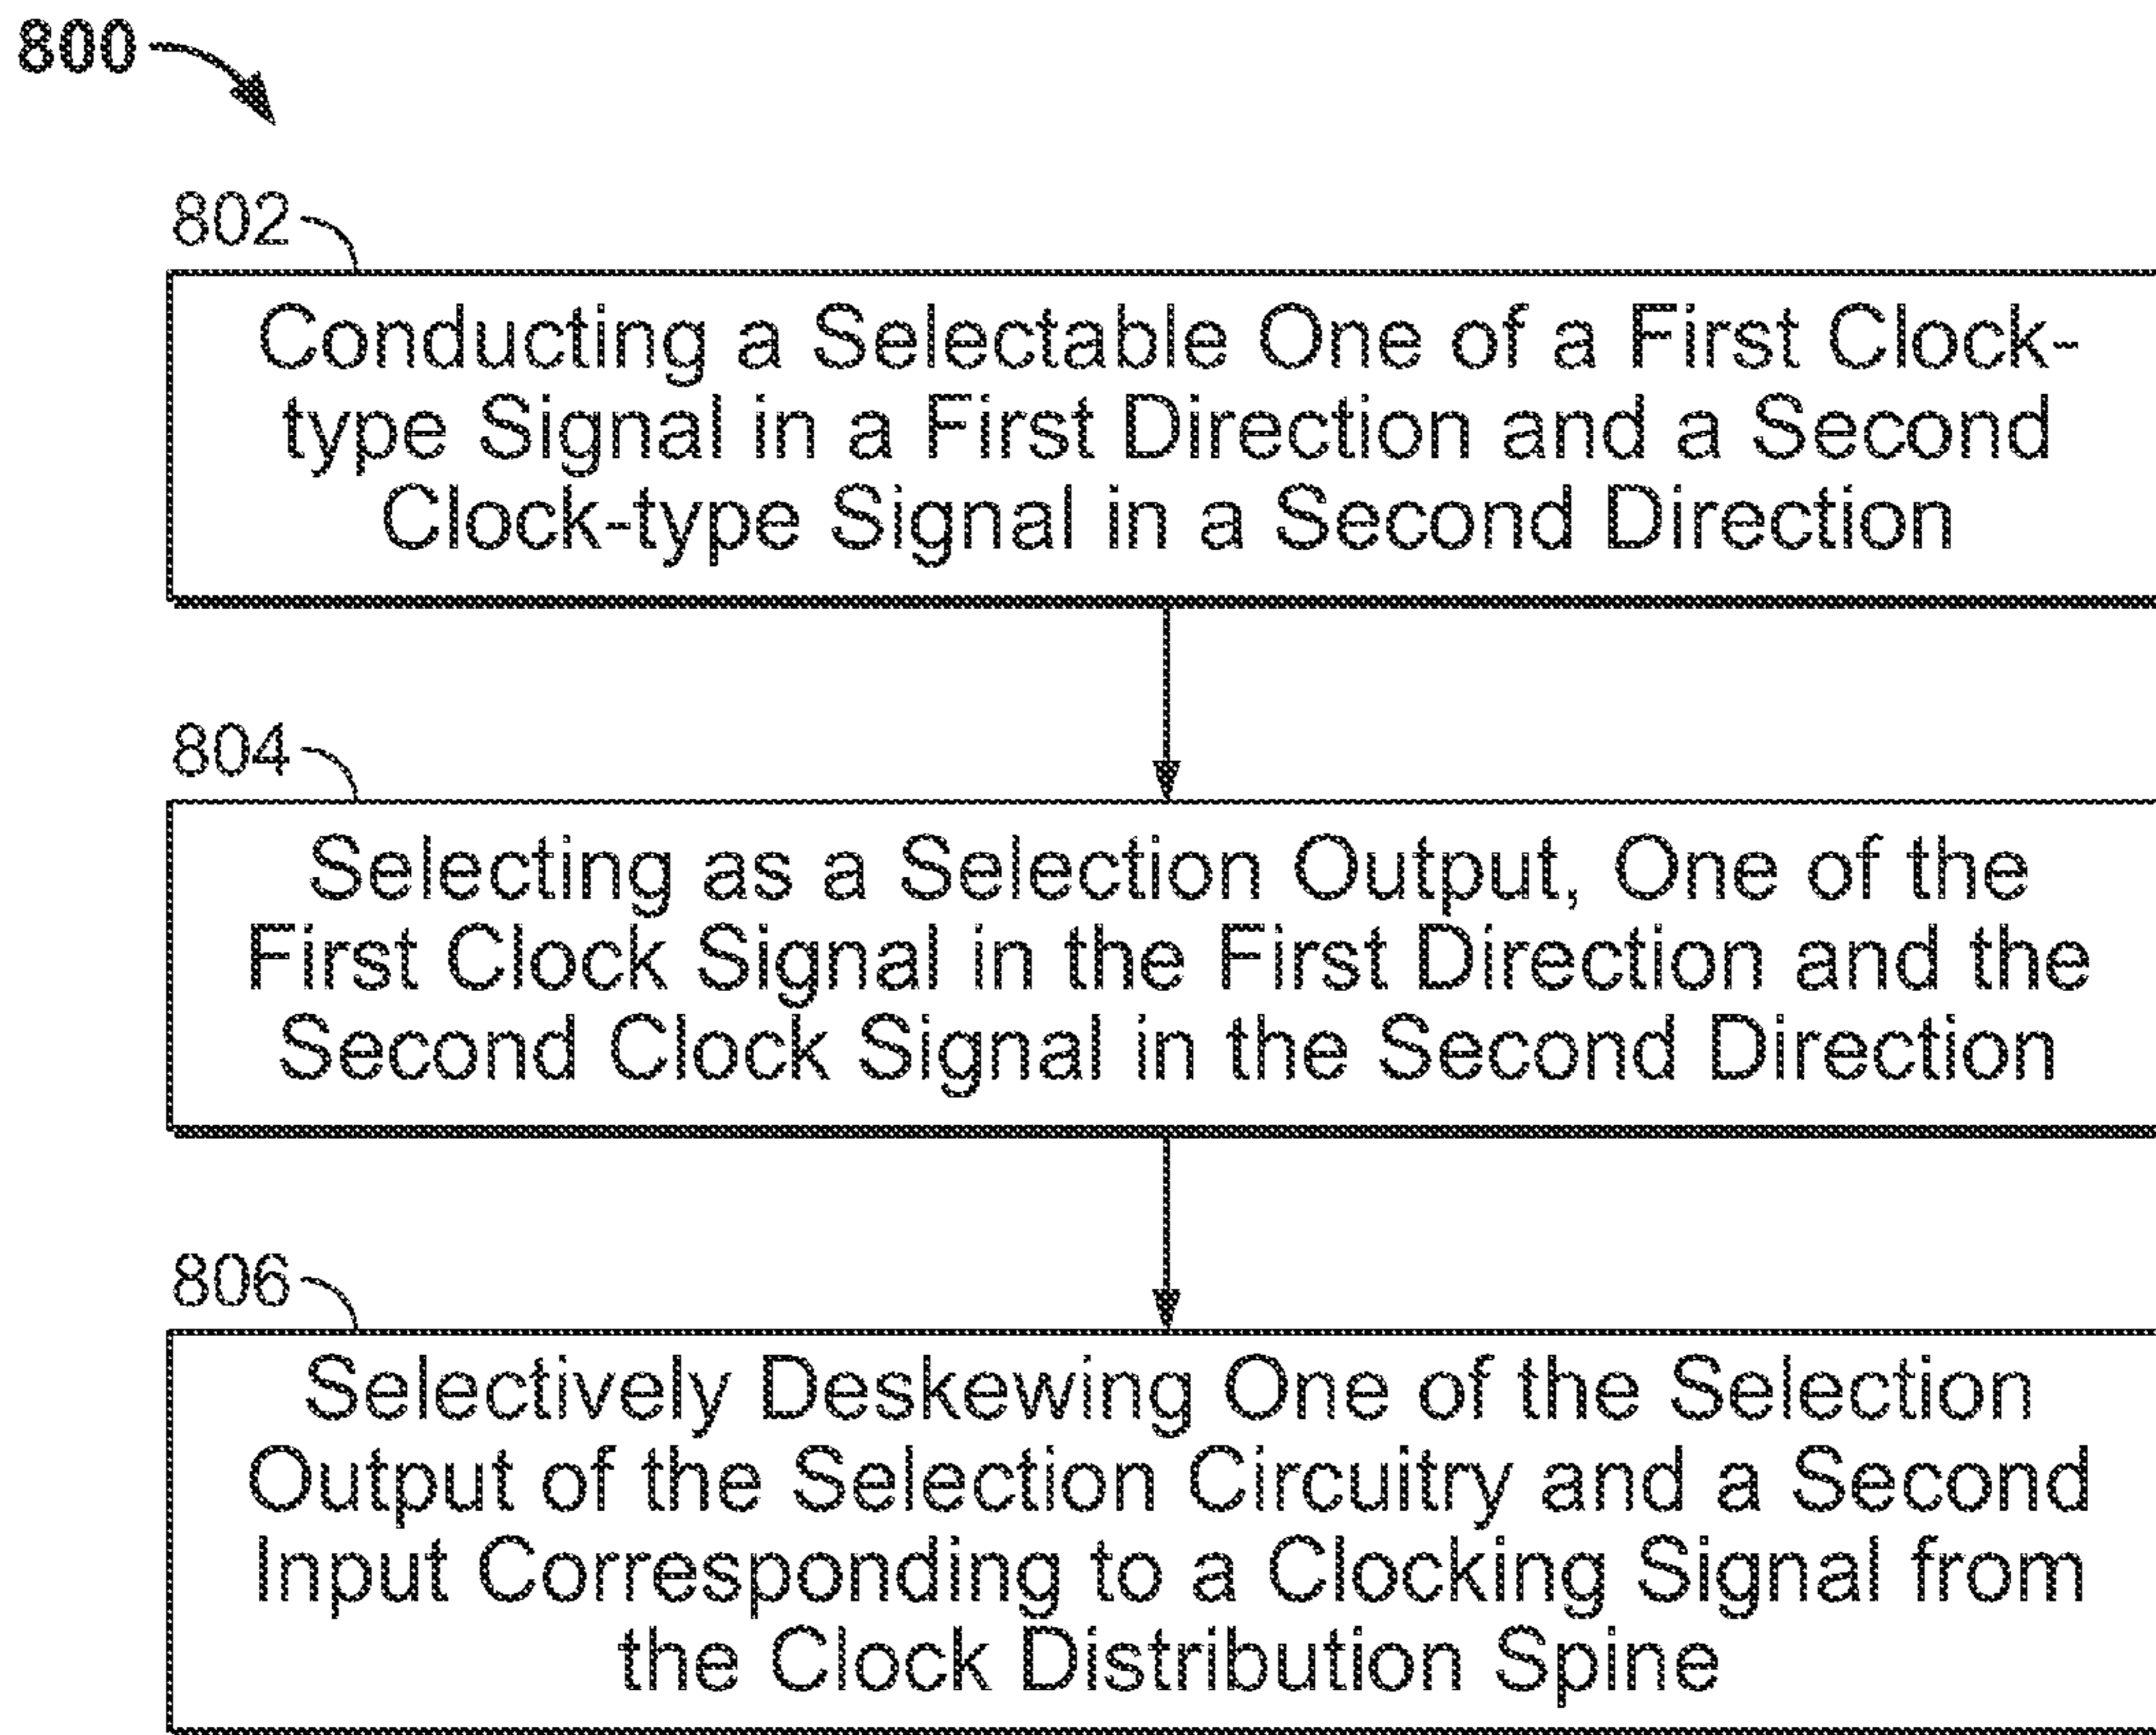 800
802
Conducting a Selectable One of a First Clock-
type Signal in a First Direction and a Second
Clock-type Signal in a Second Direction
804
Selecting as a Selection Output, One of the
First Clock Signal in the First Direction and the
Second Clock Signal in the Second Direction
806
Selectively Deskewing One of the Selection
Output of the Selection Circuitry and a Second
Input Corresponding to a Clocking Signal from
the Clock Distribution Spine